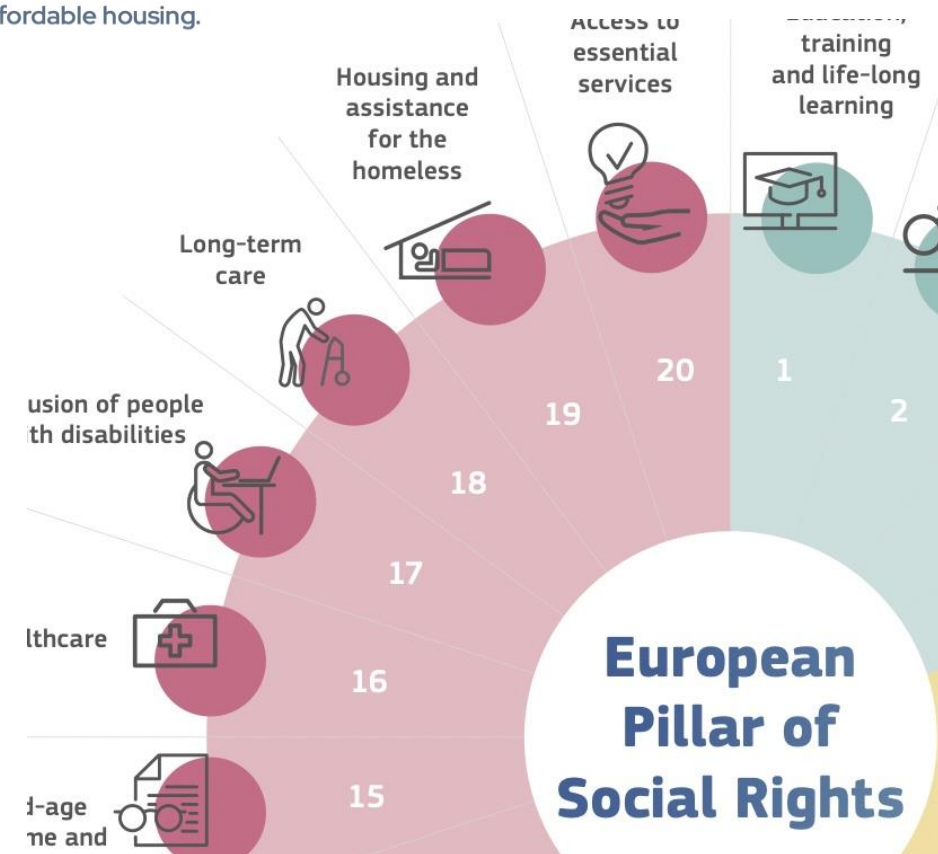 fordable housing.
Access to
essential
services
Education,
training
and life-long
learning
Housing and
assistance
for the
homeless
Long-term
care
usion of people
th disabilities
lthcare
d-age
me and
20
1
2
19
18
17
16
15
European
Pillar of
Social Rights